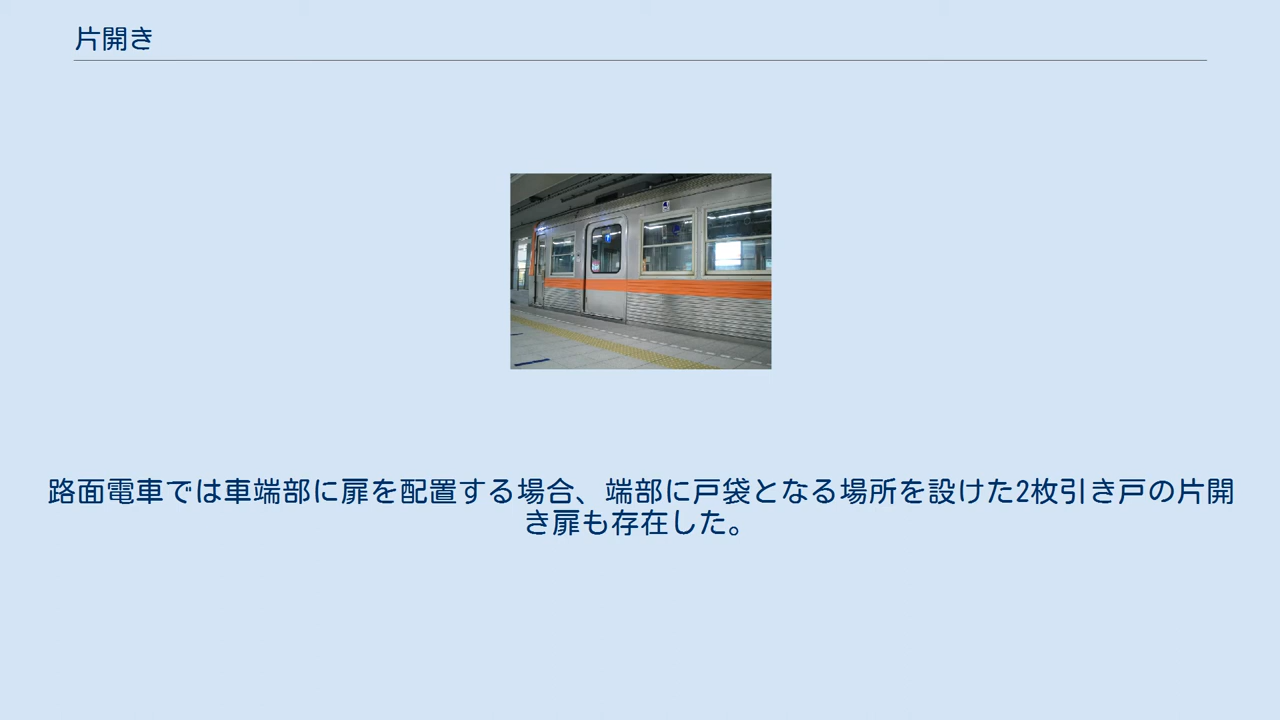 片開き
路面電車では車端部に扉を配置する場合、端部に戸袋となる場所を設けた2枚引き戸の片開
き扉も存在した。